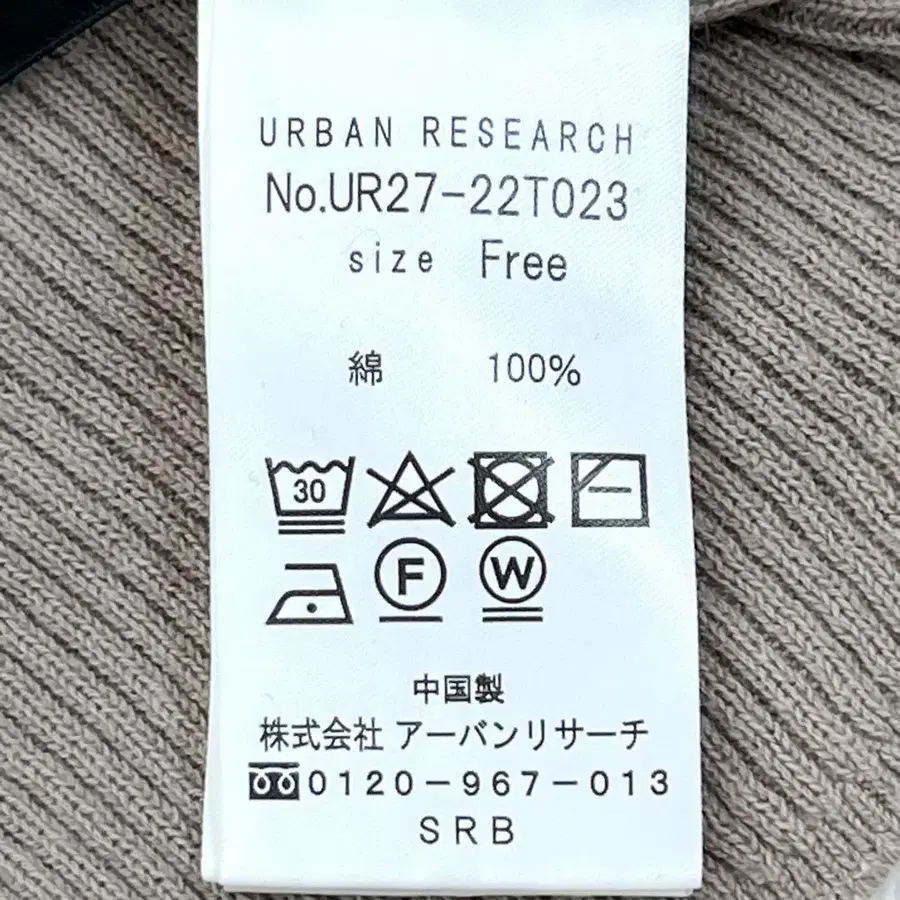 URBAN RESEARCH
No.UR27-22T023
size Free
綿 100%
30
F W
中国製
株式会社 アーバンリサーチ
0120-967-013
SRB